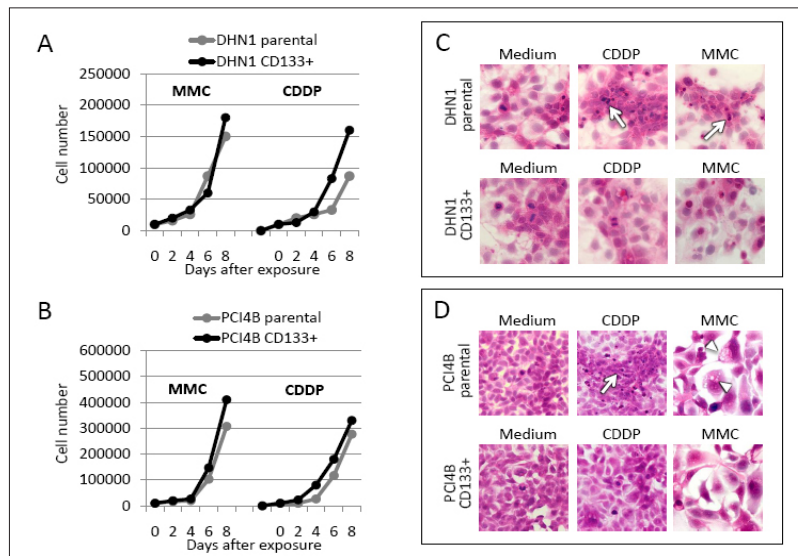 A
DHN1 parental
DHN1 CD133+
250000
200000
150000
100000
50000
0
Cell number
MMC
CDDP
0 2 4 6 8 0 2 4 6 8
Days after exposure
B
PCI4B parental
PCI4B CD133+
600000
500000
400000
300000
200000
100000
0
Cell number
MMC
CDDP
0 2 4 6 8 0 2 4 6 8
Days after exposure
C
Medium CDDP MMC
DHN1
parental
Medium CDDP MMC
DHN1
CD133+
D
Medium CDDP MMC
PCI4B
parental
Medium CDDP MMC
PCI4B
CD133+